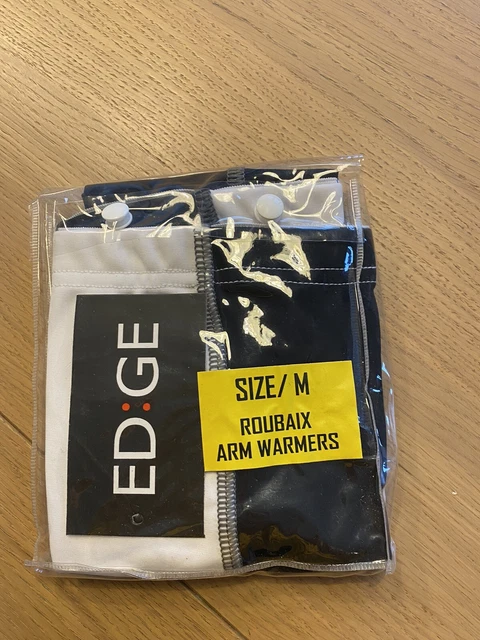 ED:GE
SIZE/ M
ROUBAIX
ARM WARMERS